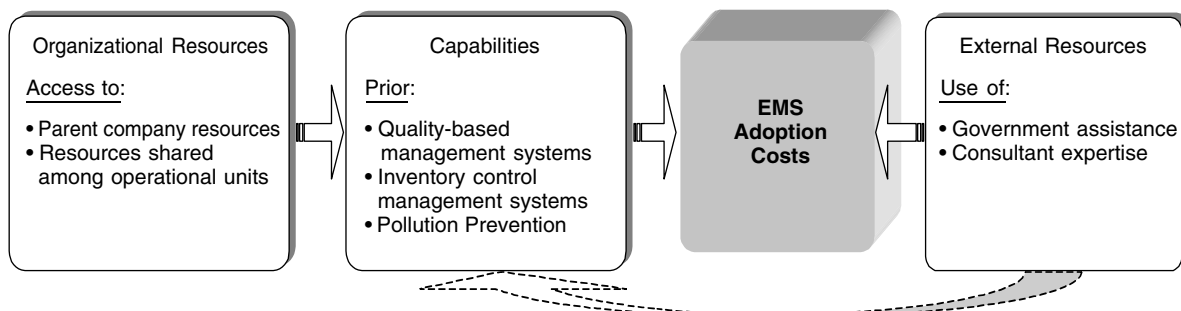 Organizational Resources
Access to:
• Parent company resources
• Resources shared
among operational units
Capabilities
Prior:
• Quality-based
management systems
• Inventory control
management systems
• Pollution Prevention
EMS
Adoption
Costs
External Resources
Use of:
• Government assistance
• Consultant expertise